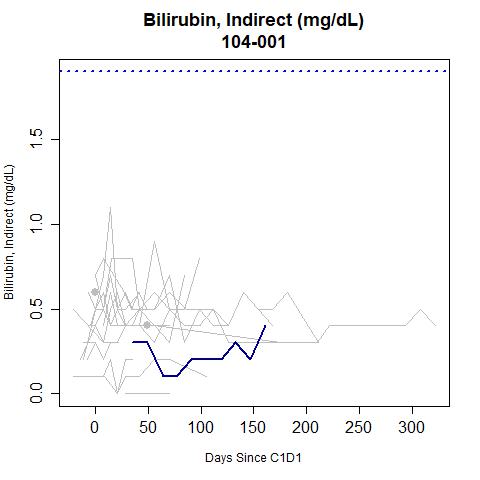 Bilirubin, Indirect (mg/dL)
104-001
Bilirubin, Indirect (mg/dL)
1.5
1.0
0.5
0.0
0 50 100 150 200 250 300
Days Since C1D1